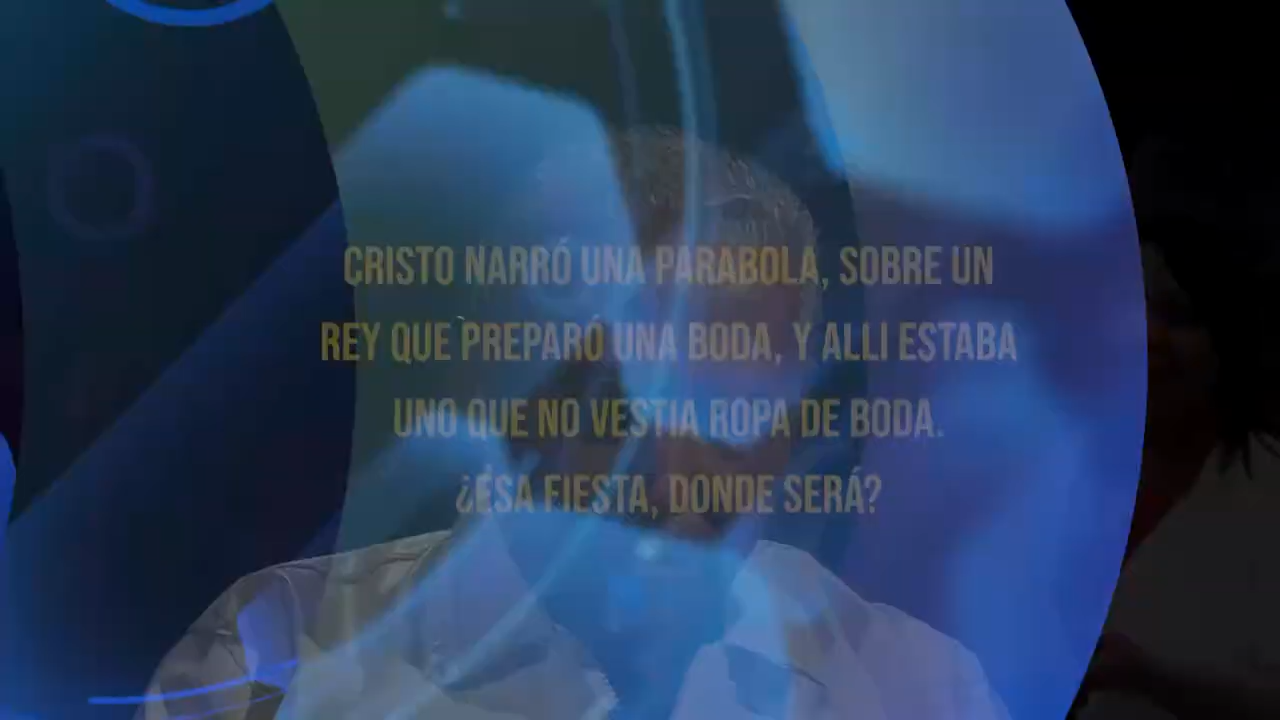 CRISTO NARRÓ UNA PARABOLA, SOBRE UN
REY QUE PREPARÓ UNA BODA, Y ALLI ESTABA
UNO QUE NO VESTIA ROPA DE BODA.
¿ESA FIESTA, DONDE SERÁ?